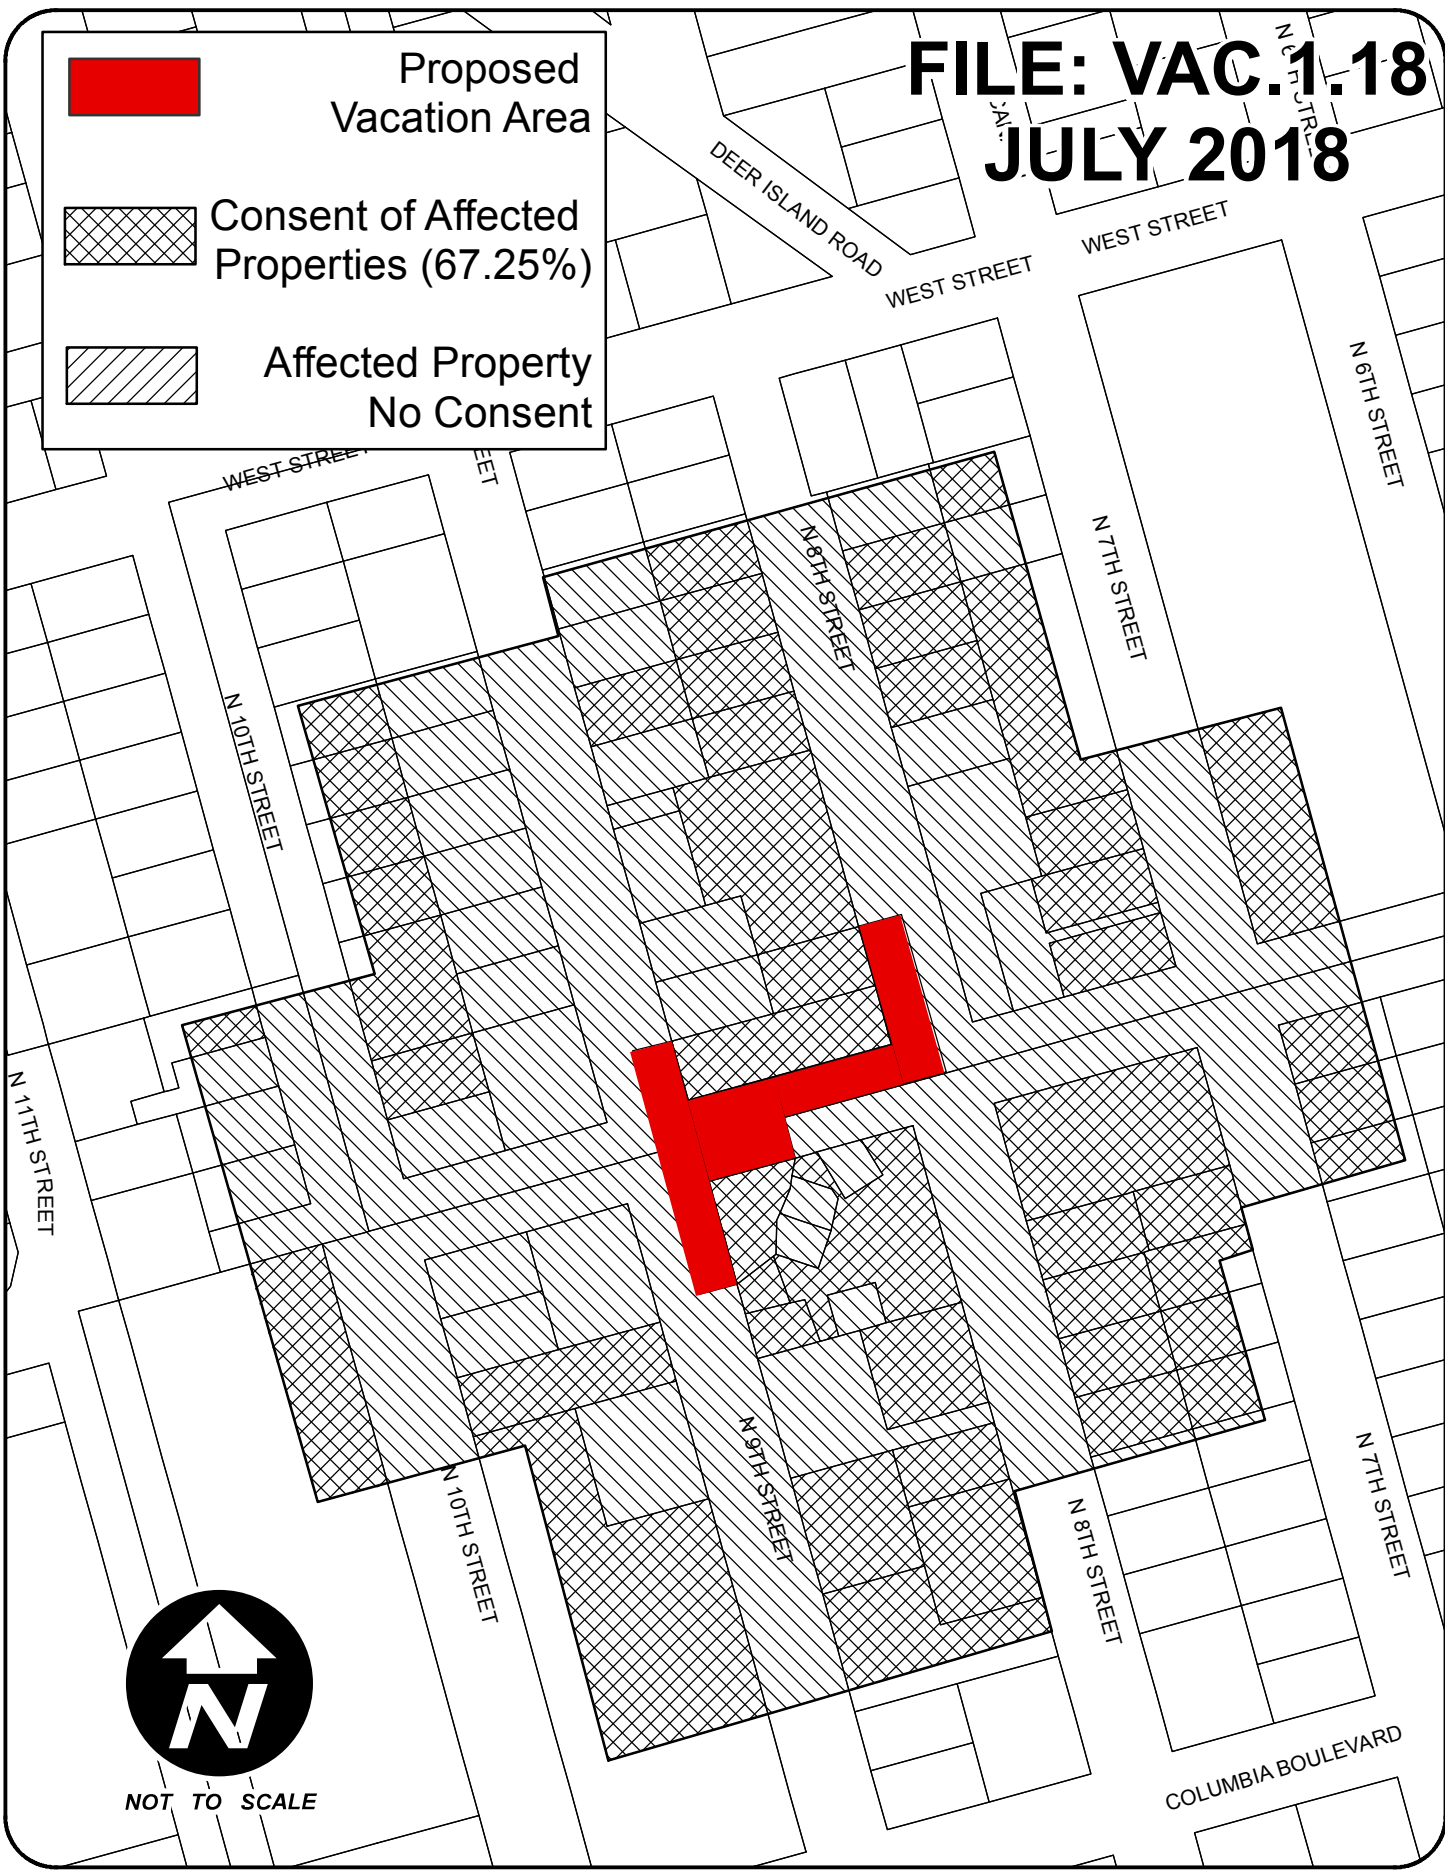 FILE: VAC.1.18
JULY 2018
Proposed
Vacation Area
Consent of Affected
Properties (67.25%)
Affected Property
No Consent
DEER ISLAND ROAD
WEST STREET
WEST STREET
WEST STREET
N 6TH STREET
N 7TH STREET
N 8TH STREET
N 10TH STREET
N 11TH STREET
N 9TH STREET
N 10TH STREET
N 8TH STREET
N 7TH STREET
COLUMBIA BOULEVARD
N
NOT TO SCALE